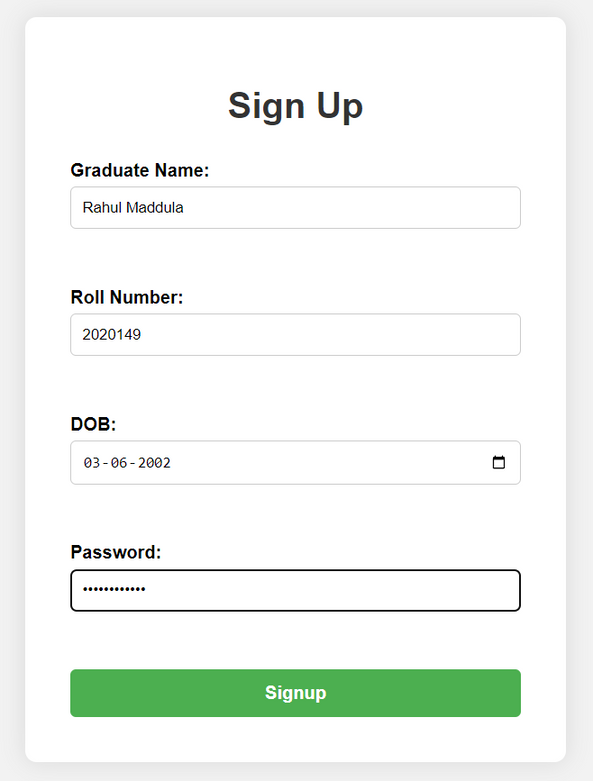 Sign Up
Graduate Name:
Rahul Maddula
Roll Number:
2020149
DOB:
03-06-2002
Password:
••••••••••••
Signup